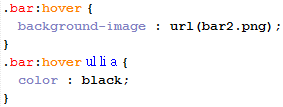 .bar:hover {
background-image : url(bar2.png);
}
.bar:hover ul li a {
color : black;
}